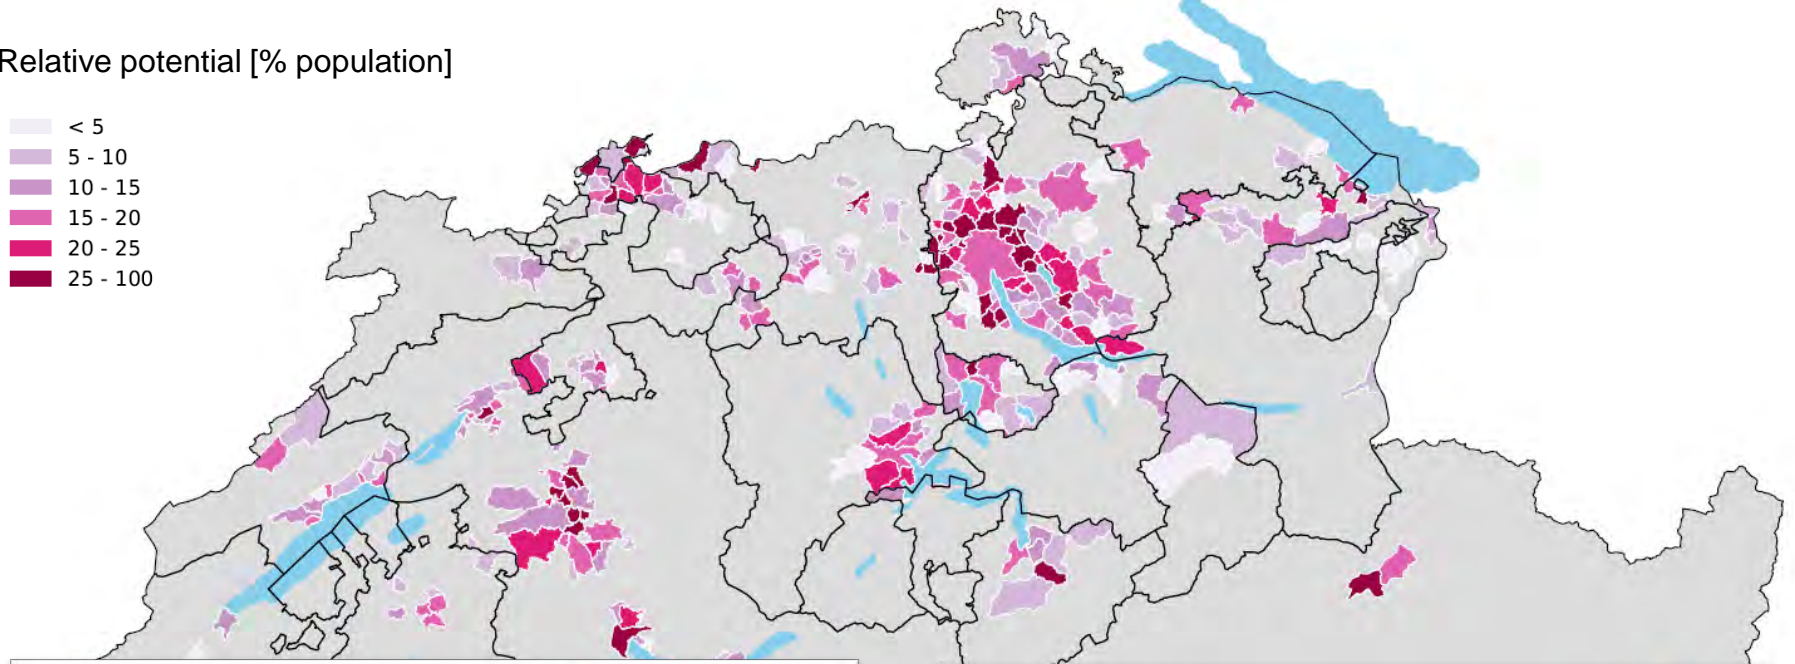 Relative potential [% population]
< 5
5 - 10
10 - 15
15 - 20
20 - 25
25 - 100